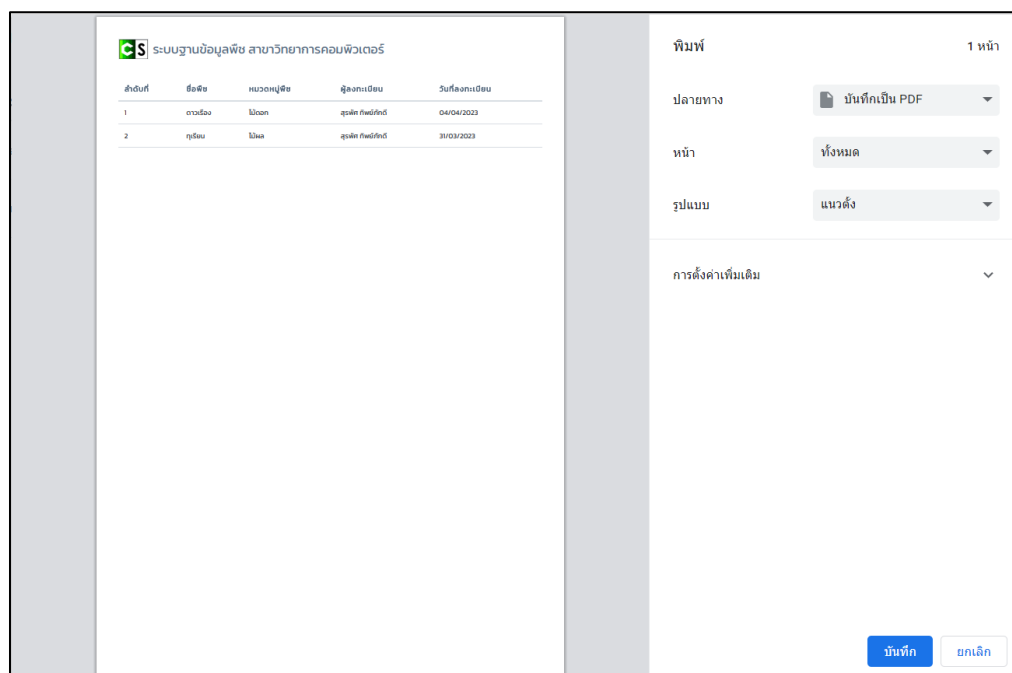 CS ระบบฐานข้อมูลพืช สาขาวิทยาการคอมพิวเตอร์
ลำดับที่ ชื่อพืช หมวดหมู่พืช ผู้ลงทะเบียน วันที่ลงทะเบียน
1 ดาวเรือง ไม้ดอก สุรพัศ ทิพย์ภักดี 04/04/2023
2 ทุเรียน ไม้ผล สุรพัศ ทิพย์ภักดี 31/03/2023
พิมพ์ 1 หน้า
ปลายทาง บันทึกเป็น PDF
หน้า ทั้งหมด
รูปแบบ แนวตั้ง
การตั้งค่าเพิ่มเติม
บันทึก ยกเลิก